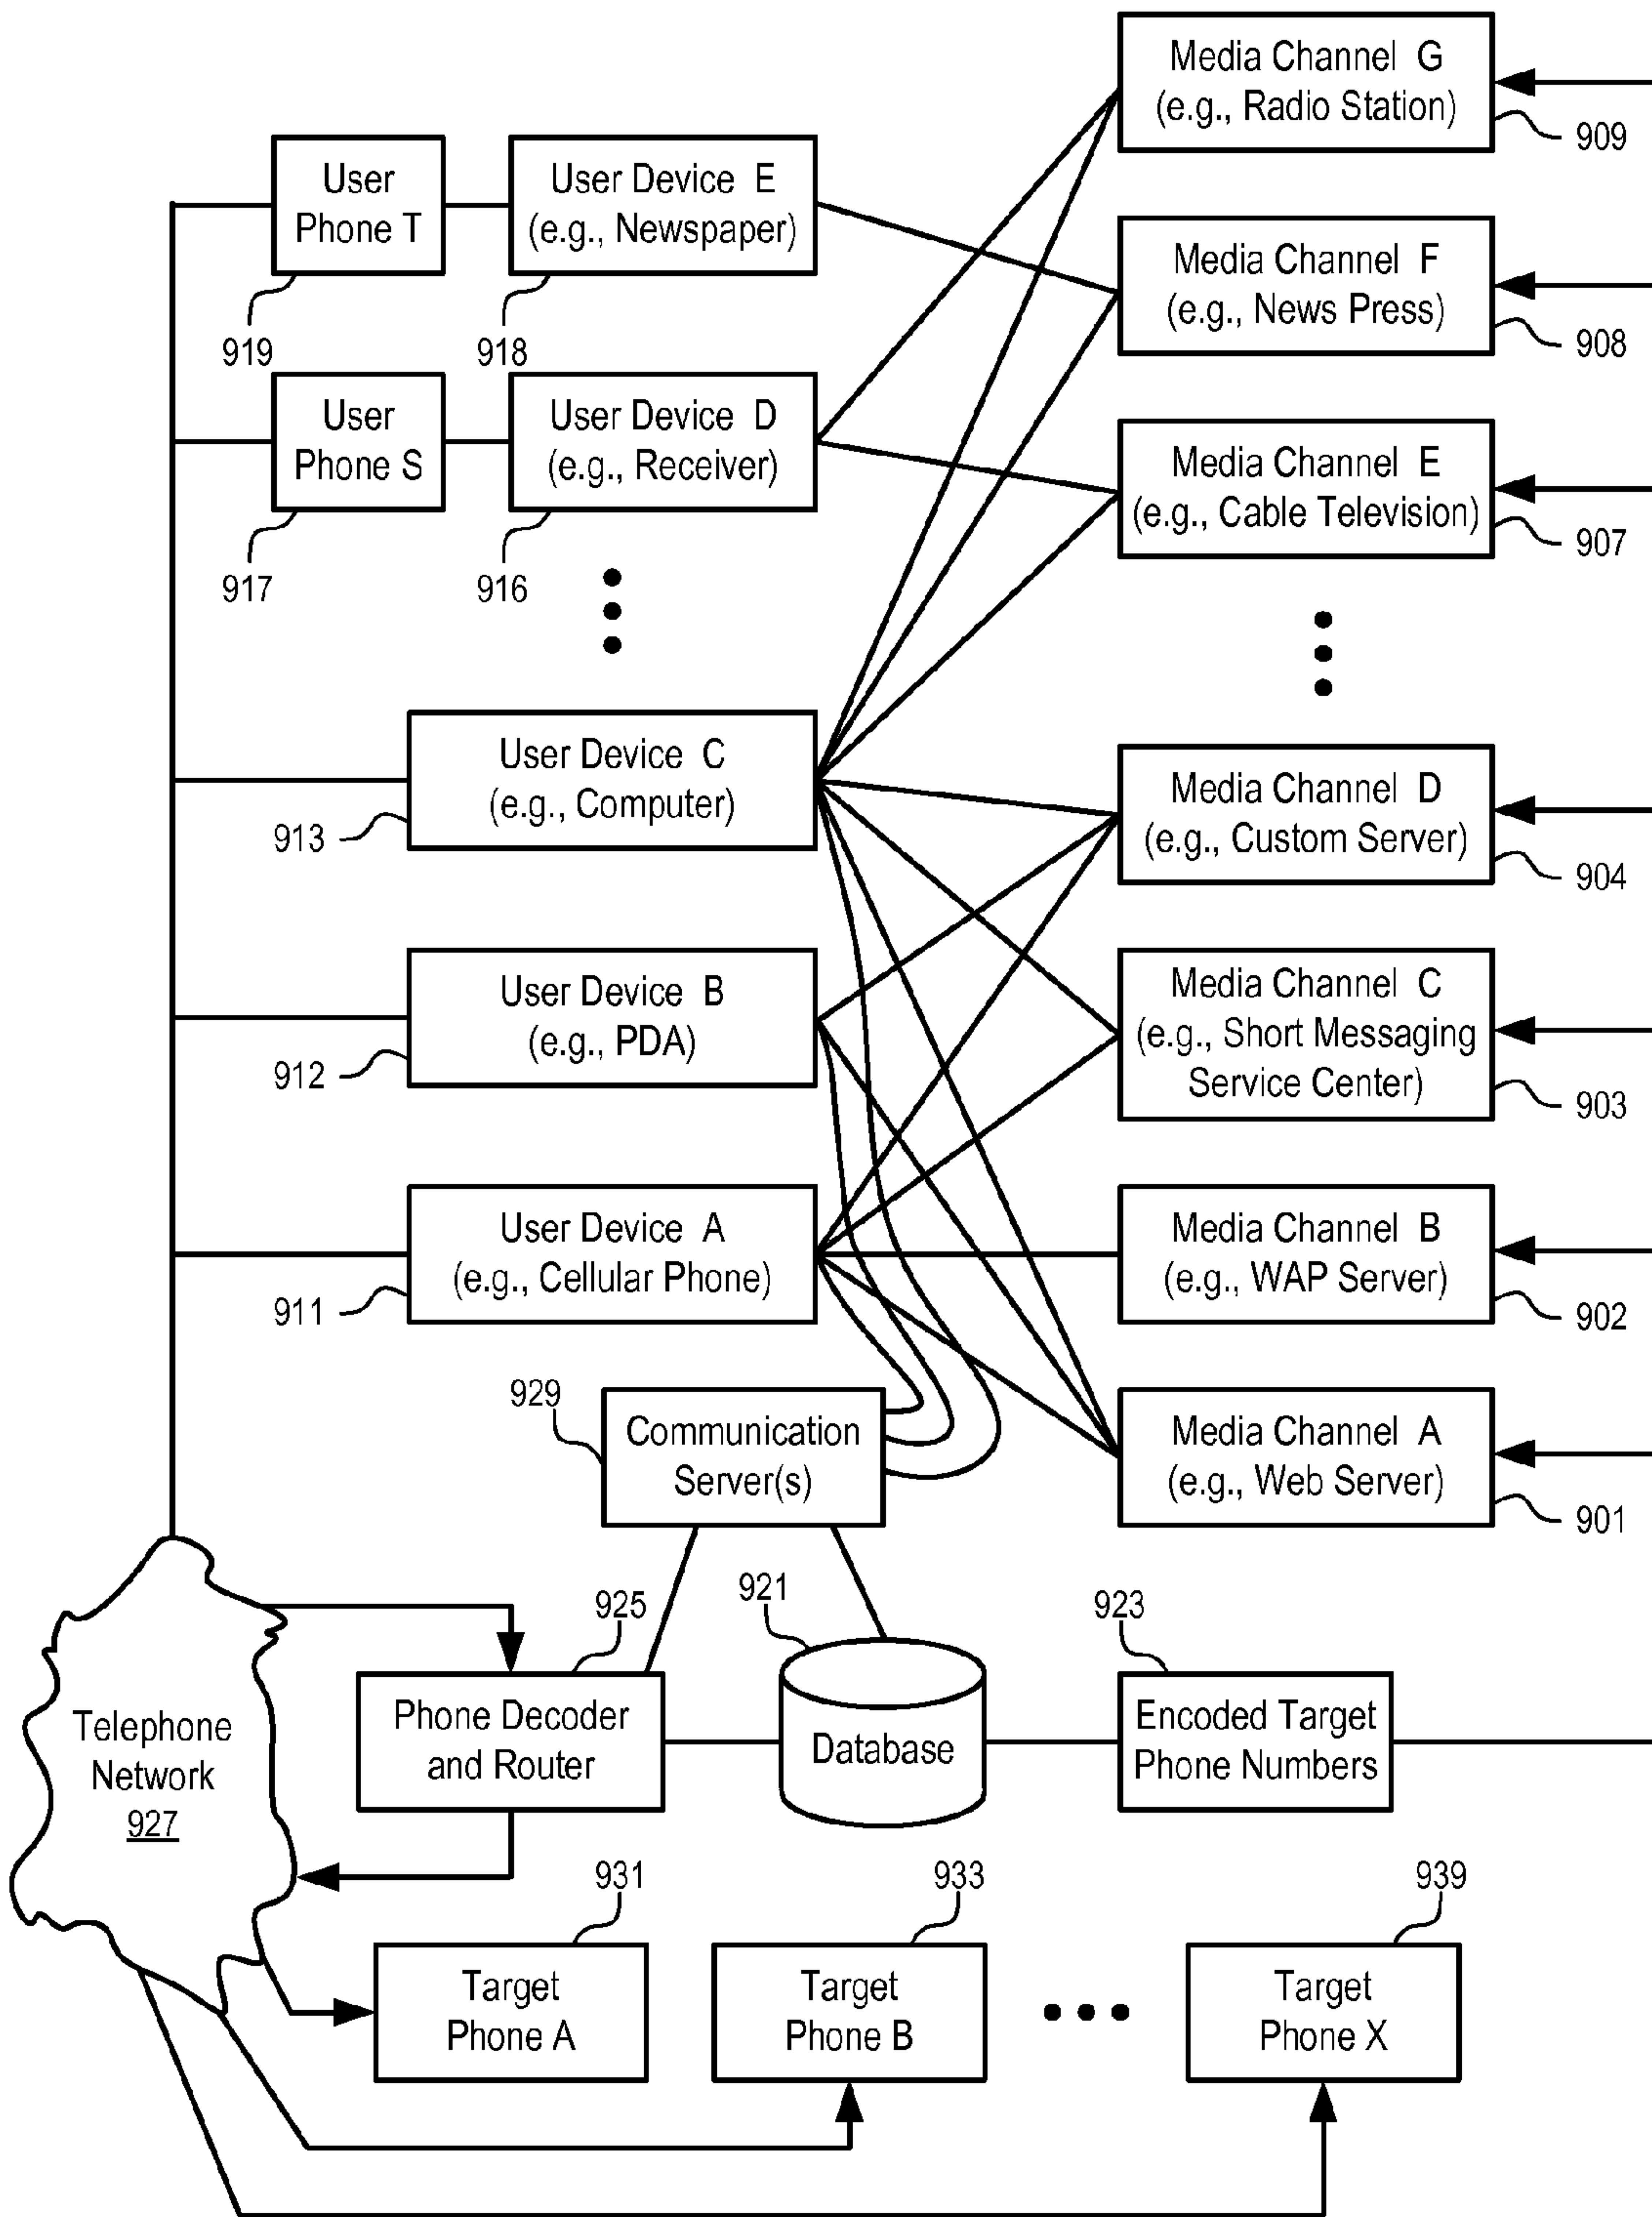 Media Channel G
(e.g., Radio Station)
909
User
Phone T
919
User Device E
(e.g., Newspaper)
918
Media Channel F
(e.g., News Press)
908
User
Phone S
917
User Device D
(e.g., Receiver)
916
Media Channel E
(e.g., Cable Television)
907
User Device C
(e.g., Computer)
913
Media Channel D
(e.g., Custom Server)
904
User Device B
(e.g., PDA)
912
Media Channel C
(e.g., Short Messaging
Service Center)
903
User Device A
(e.g., Cellular Phone)
911
Media Channel B
(e.g., WAP Server)
902
929
Communication
Server(s)
Media Channel A
(e.g., Web Server)
901
Telephone
Network
927
925
Phone Decoder
and Router
921
Database
923
Encoded Target
Phone Numbers
931
Target
Phone A
933
Target
Phone B
939
Target
Phone X